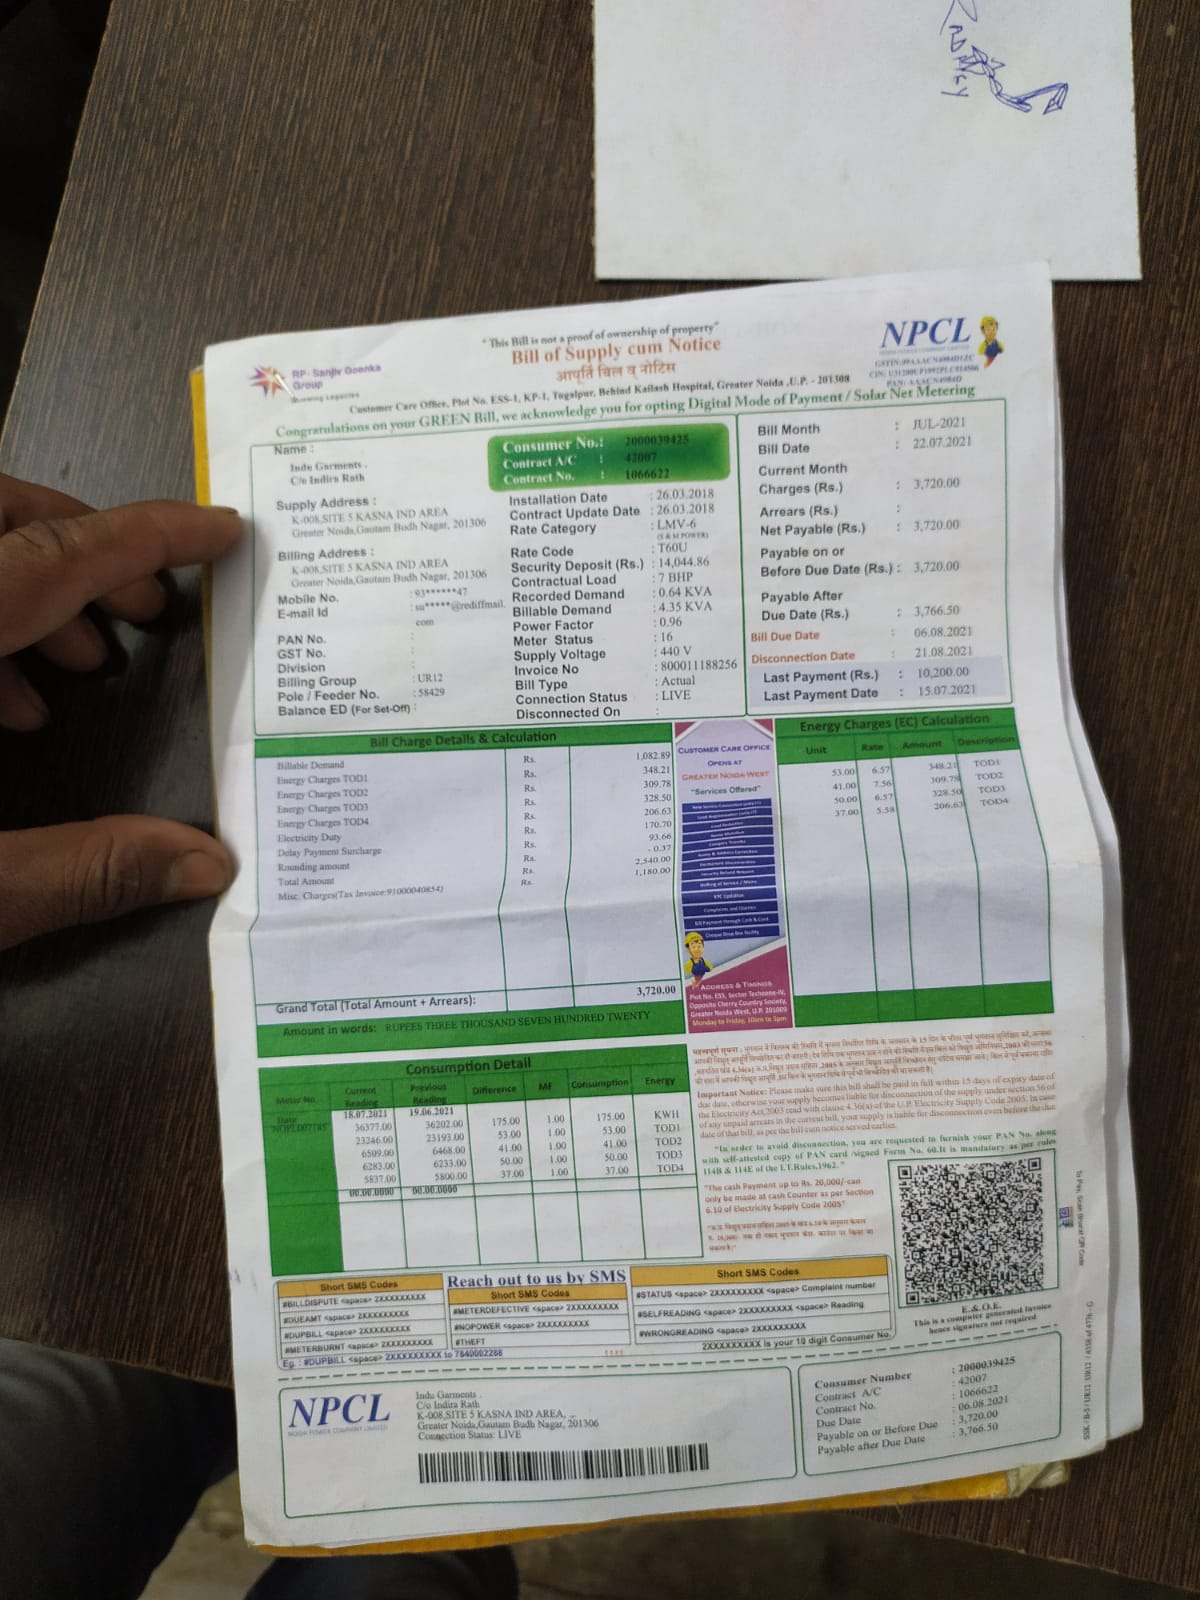 RDMEY
" This Bill is not a proof of ownership of property"
Bill of Supply cum Notice
आपूर्ति बिल व् नोटिस
RP- Sanjiv Goenka
Group
Growing Legacies
NPCL
Customer Care Office, Plot No. ESS-1, KP-1, Tugalpur, Behind Kailash Hospital, Greater Noida ,U.P. - 201308
Congratulations on your GREEN Bill, we acknowledge you for opting Digital Mode of Payment / Solar Net Metering
Name :
Indu Garments .
C/o Indira Rath
Supply Address :
K-008,SITE 5 KASNA IND AREA
Greater Noida,Gautam Budh Nagar, 201306
Billing Address :
K-008,SITE 5 KASNA IND AREA
Greater Noida,Gautam Budh Nagar, 201306
Mobile No. : 93******47
E-mail Id : su*****@rediffmail.
com
PAN No. :
GST No. :
Division :
Billing Group : UR12
Pole / Feeder No. : 58429
Balance ED (For Set-Off) :
Consumer No.: 2000039425
Contract A/C : 42007
Contract No. : 1066622
Installation Date : 26.03.2018
Contract Update Date : 26.03.2018
Rate Category : LMV-6
(S & M POWER)
Rate Code : T60U
Security Deposit (Rs.) : 14,044.86
Contractual Load : 7 BHP
Recorded Demand : 0.64 KVA
Billable Demand : 4.35 KVA
Power Factor : 0.96
Meter Status : 16
Supply Voltage : 440 V
Invoice No : 800011188256
Bill Type : Actual
Connection Status : LIVE
Disconnected On :
Bill Month : JUL-2021
Bill Date : 22.07.2021
Current Month
Charges (Rs.) : 3,720.00
Arrears (Rs.) :
Net Payable (Rs.) : 3,720.00
Payable on or
Before Due Date (Rs.) : 3,720.00
Payable After
Due Date (Rs.) : 3,766.50
Bill Due Date : 06.08.2021
Disconnection Date : 21.08.2021
Last Payment (Rs.) : 10,200.00
Last Payment Date : 15.07.2021
Bill Charge Details & Calculation
Billable Demand Rs. 1,082.89
Energy Charges TOD1 Rs. 348.21
Energy Charges TOD2 Rs. 309.78
Energy Charges TOD3 Rs. 328.50
Energy Charges TOD4 Rs. 206.63
Electricity Duty Rs. 170.70
Delay Payment Surcharge Rs. 93.66
Rounding amount Rs. - 0.37
Total Amount Rs. 2,540.00
Misc. Charges(Tax Invoice:91000040854) Rs. 1,180.00
Grand Total (Total Amount + Arrears): 3,720.00
Amount in words: RUPEES THREE THOUSAND SEVEN HUNDRED TWENTY
CUSTOMER CARE OFFICE
OPENS AT
GREATER NOIDA-WEST
"Services Offered"
Load Reduction
Name Mutation
Category Transfer
Name & Address Correction
Permanent Disconnection
Security Refund Request
Shifting of Service / Meter
KYC Updation
Complaints and Queries
Bill Payment through Cash & Card
Cheque Drop Box facility
ADDRESS & TIMINGS
Plot No. ESS, Sector Techzone-IV,
Opposite Cherry Country Society,
Greater Noida West, U.P. 201009
Monday to Friday, 10am to 5pm
Energy Charges (EC) Calculation
Unit Rate Amount Description
53.00 6.57 348.21 TOD1
41.00 7.56 309.78 TOD2
50.00 6.57 328.50 TOD3
37.00 5.58 206.63 TOD4
Consumption Detail
Meter No. Current Reading Previous Reading Difference MF Consumption Energy
Date 18.07.2021 19.06.2021
36377.00 36202.00 175.00 1.00 175.00 KWH
23246.00 23193.00 53.00 1.00 53.00 TOD1
6509.00 6468.00 41.00 1.00 41.00 TOD2
6283.00 6233.00 50.00 1.00 50.00 TOD3
5837.00 5800.00 37.00 1.00 37.00 TOD4
00.00.0000 00.00.0000
Important Notice: Please make sure this bill shall be paid in full within 15 days of expiry date of
due date, otherwise your supply becomes liable for disconnection of the supply under section 56 of
the Electricity Act,2003 read with clause 4.36(a) of the U.P. Electricity Supply Code 2005. In case
of any unpaid arrears in the current bill, your supply is liable for disconnection even before the due
date of that bill, as per the bill cum notice served earlier.
"In order to avoid disconnection, you are requested to furnish your PAN No. along
with self-attested copy of PAN card /signed Form No. 60.It is mandatory as per rules
114B & 114E of the I.T.Rules,1962."
"The cash Payment up to Rs. 20,000/-can
only be made at cash Counter as per Section
6.10 of Electricity Supply Code 2005"
To Pay, Scan Bharat QR Code
E.&.O.E.
This is a computer generated Invoice
hence signature not required
Reach out to us by SMS
Short SMS Codes
#BILLDISPUTE <space> 2XXXXXXXXX
#DUEAMT <space> 2XXXXXXXXX
#DUPBILL <space> 2XXXXXXXXX
#METERBURNT <space> 2XXXXXXXXX
Short SMS Codes
#METERDEFECTIVE <space> 2XXXXXXXXX
#NOPOWER <space> 2XXXXXXXXX
#THEFT
Short SMS Codes
#STATUS <space> 2XXXXXXXXX <space> Complaint number
#SELFREADING <space> 2XXXXXXXXX <space> Reading
#WRONGREADING <space> 2XXXXXXXXX
Eg. : #DUPBILL <space> 2XXXXXXXXX to 7840002288
2XXXXXXXXX is your 10 digit Consumer No.
NPCL
NOIDA POWER COMPANY LIMITED
Indu Garments .
C/o Indira Rath
K-008,SITE 5 KASNA IND AREA, ..
Greater Noida,Gautam Budh Nagar, 201306
Connection Status: LIVE
Consumer Number : 2000039425
Contract A/C : 42007
Contract No. : 1066622
Due Date : 06.08.2021
Payable on or Before Due : 3,720.00
Payable after Due Date : 3,766.50